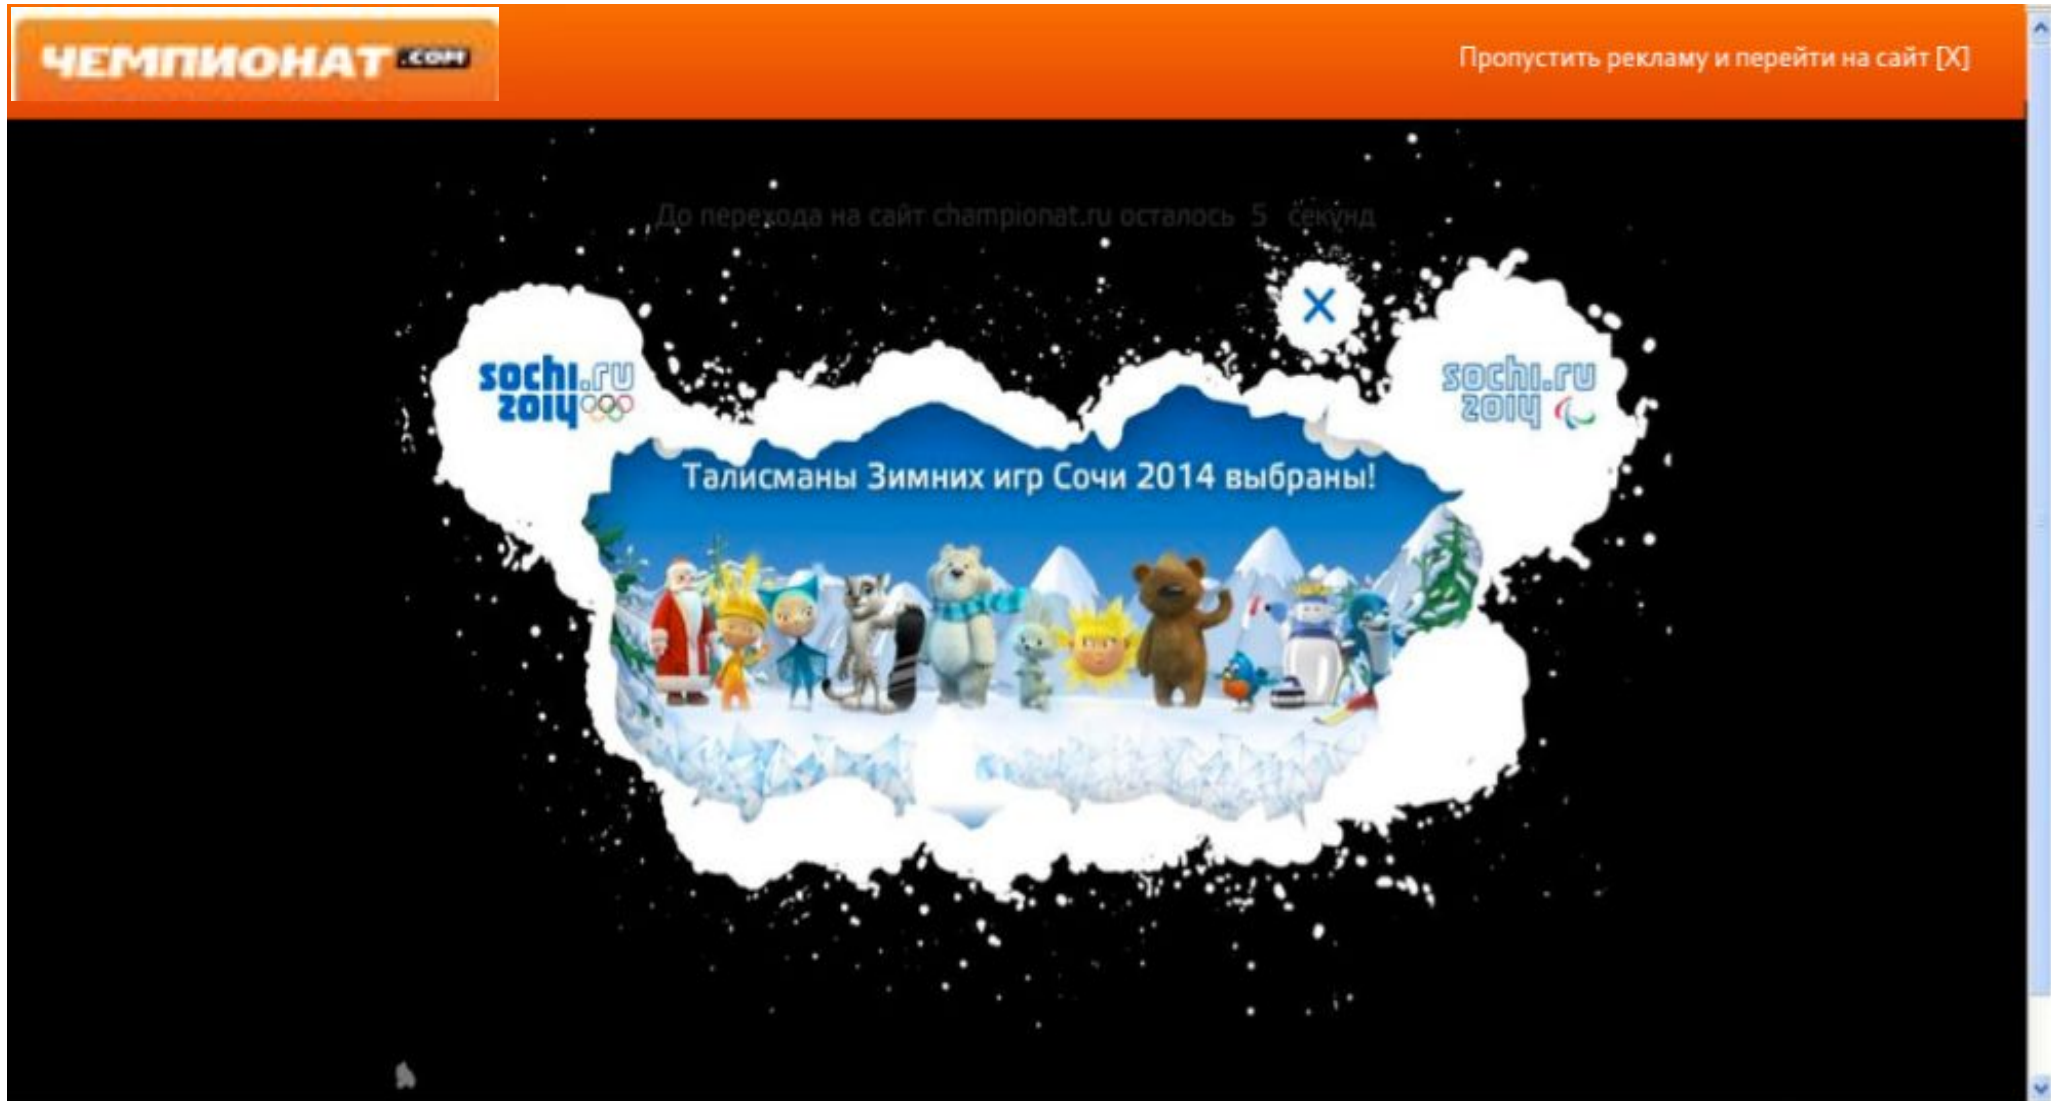 ЧЕМПИОНАТ.COM
Пропустить рекламу и перейти на сайт [X]
До перехода на сайт championat.ru осталось 5 секунд
X
sochi.ru
2014
sochi.ru
2014
Талисманы Зимних игр Сочи 2014 выбраны!